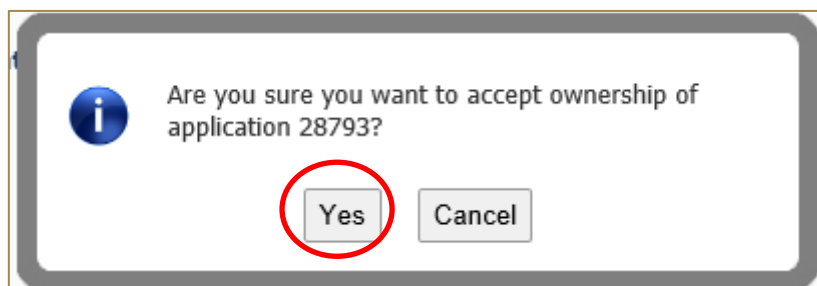 Are you sure you want to accept ownership of
application 28793?
Yes Cancel